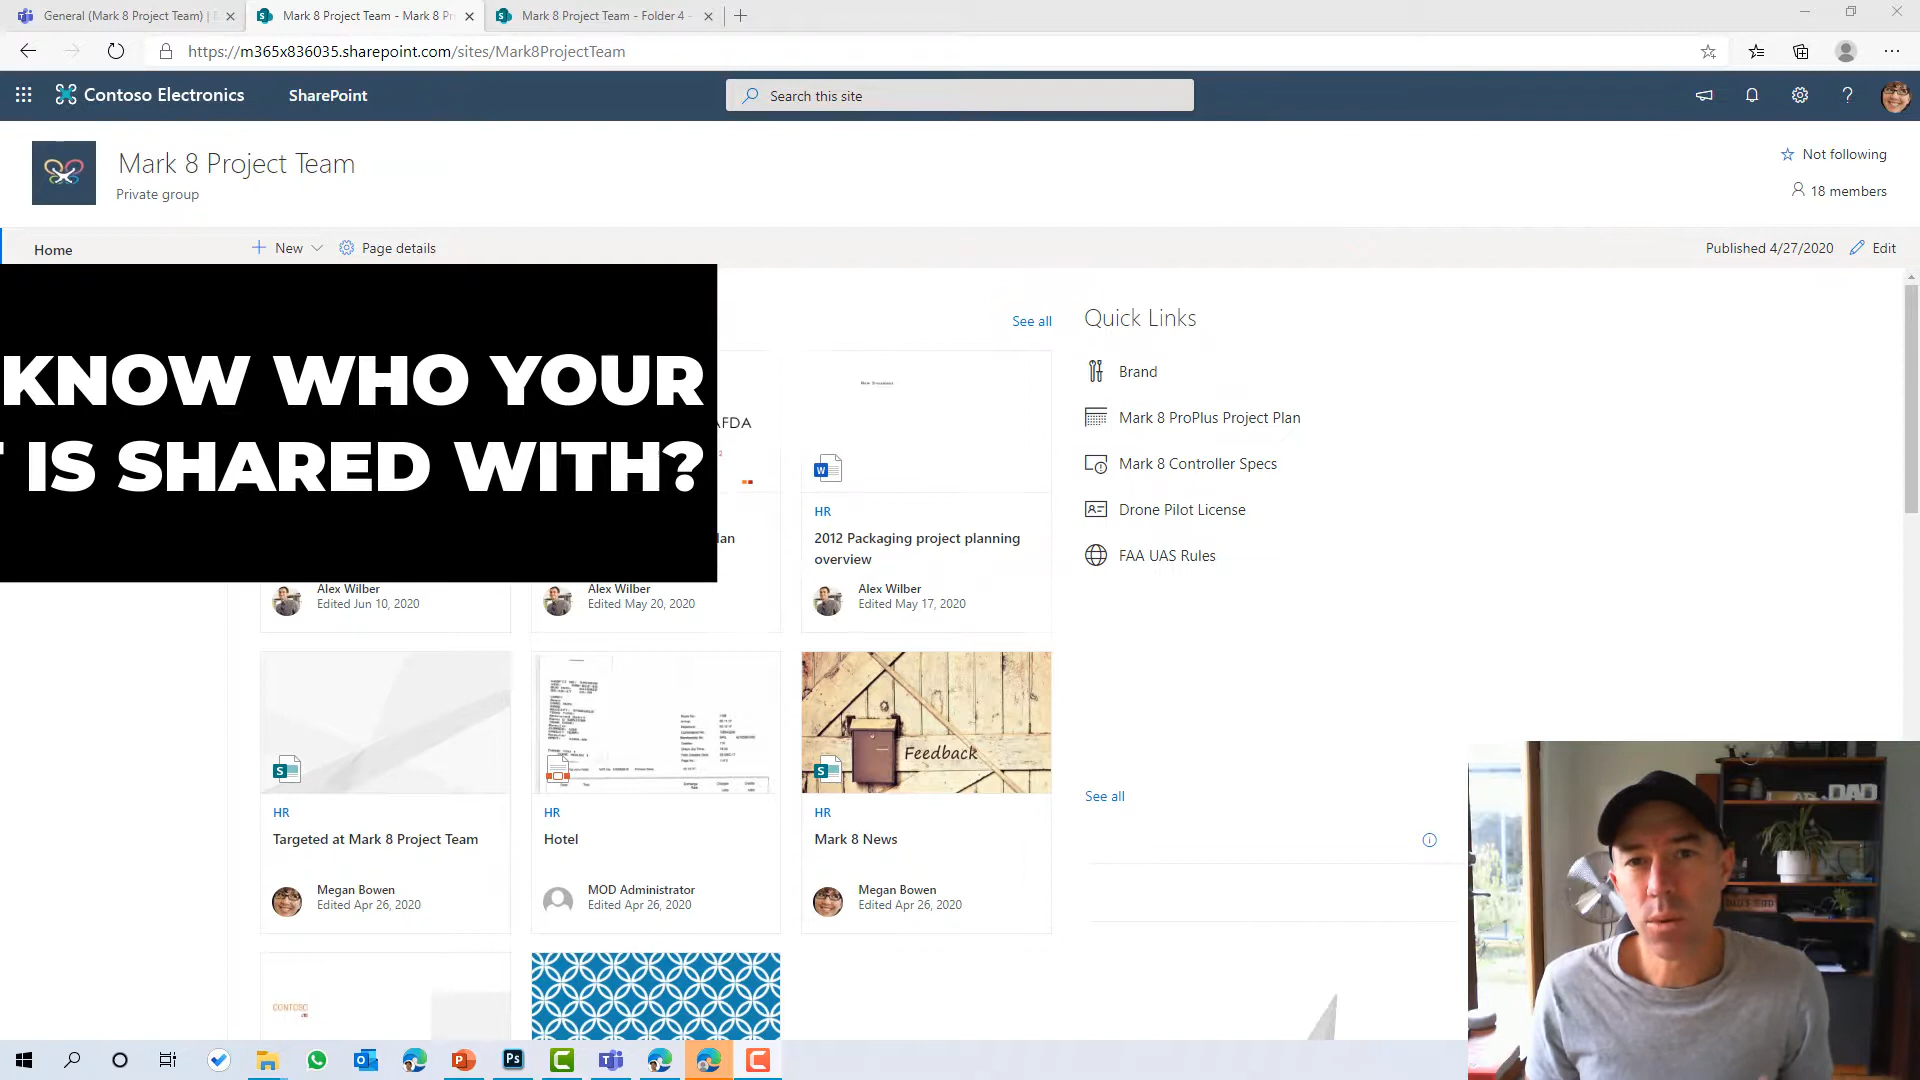 General (Mark 8 Project Team) |
Mark 8 Project Team - Mark 8 Pr
Mark 8 Project Team - Folder 4 -
https://m365x836035.sharepoint.com/sites/Mark8ProjectTeam
Contoso Electronics
SharePoint
Search this site
Mark 8 Project Team
Private group
Not following
18 members
Home
New
Page details
Published 4/27/2020
Edit
KNOW WHO YOUR
IS SHARED WITH?
See all
Quick Links
Brand
Mark 8 ProPlus Project Plan
Mark 8 Controller Specs
Drone Pilot License
FAA UAS Rules
HR
2012 Packaging project planning
overview
Alex Wilber
Edited Jun 10, 2020
Alex Wilber
Edited May 20, 2020
Alex Wilber
Edited May 17, 2020
Feedback
HR
Targeted at Mark 8 Project Team
Megan Bowen
Edited Apr 26, 2020
HR
Hotel
MOD Administrator
Edited Apr 26, 2020
HR
Mark 8 News
Megan Bowen
Edited Apr 26, 2020
See all
CONTOSO
DAD